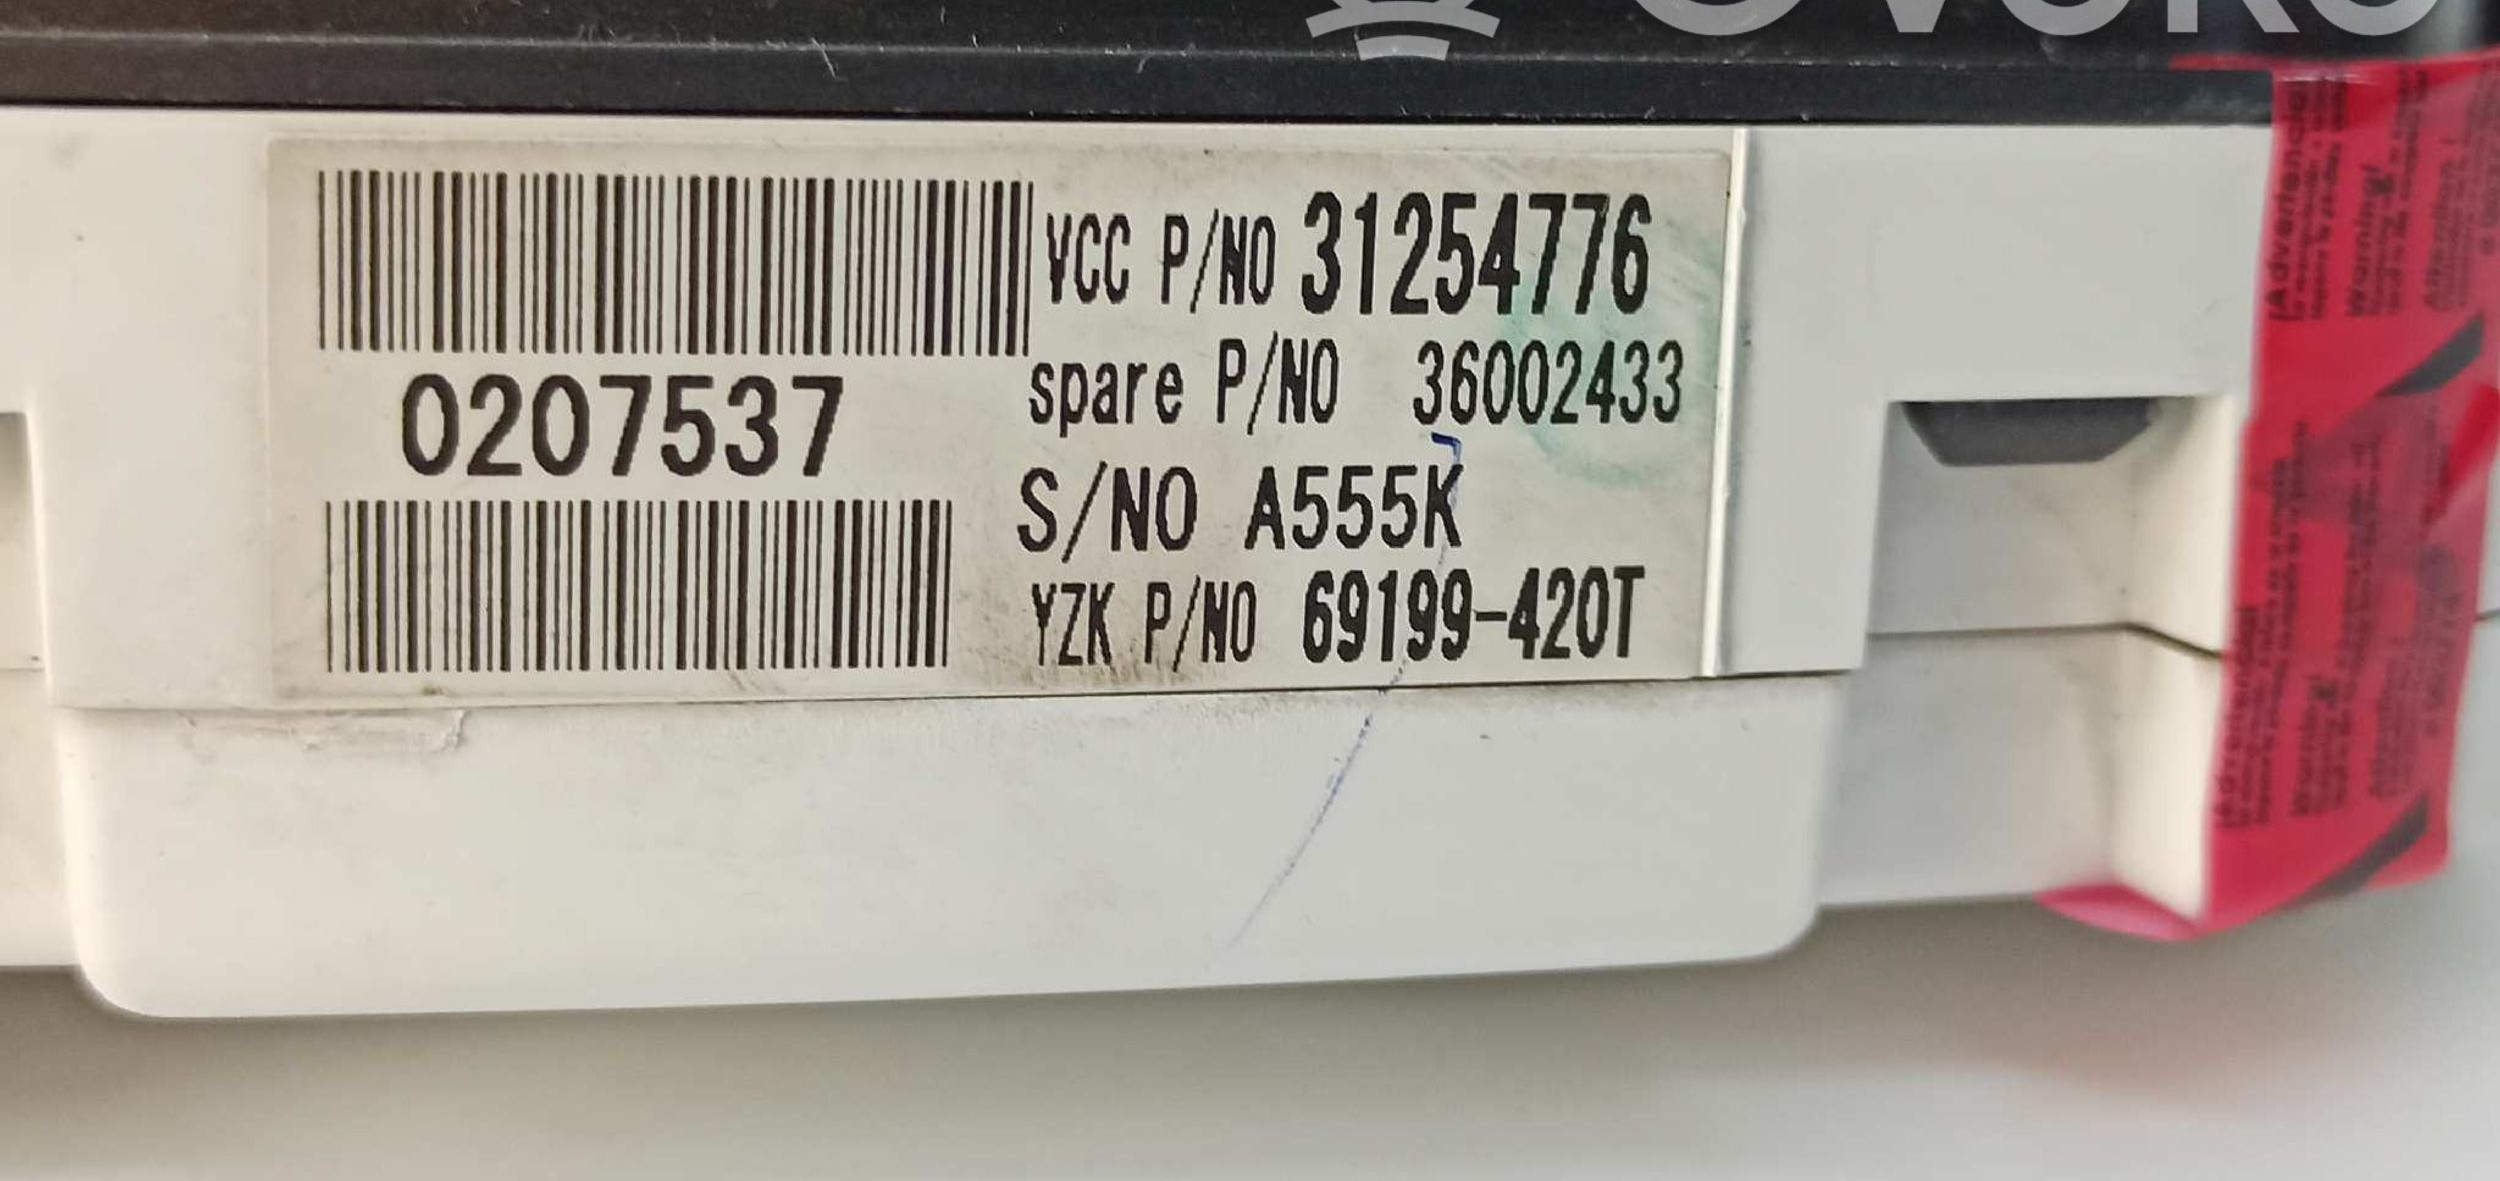 VCC P/NO 31254776
0207537
spare P/NO 36002433
S/NO A555K
YZK P/NO 69199-420T